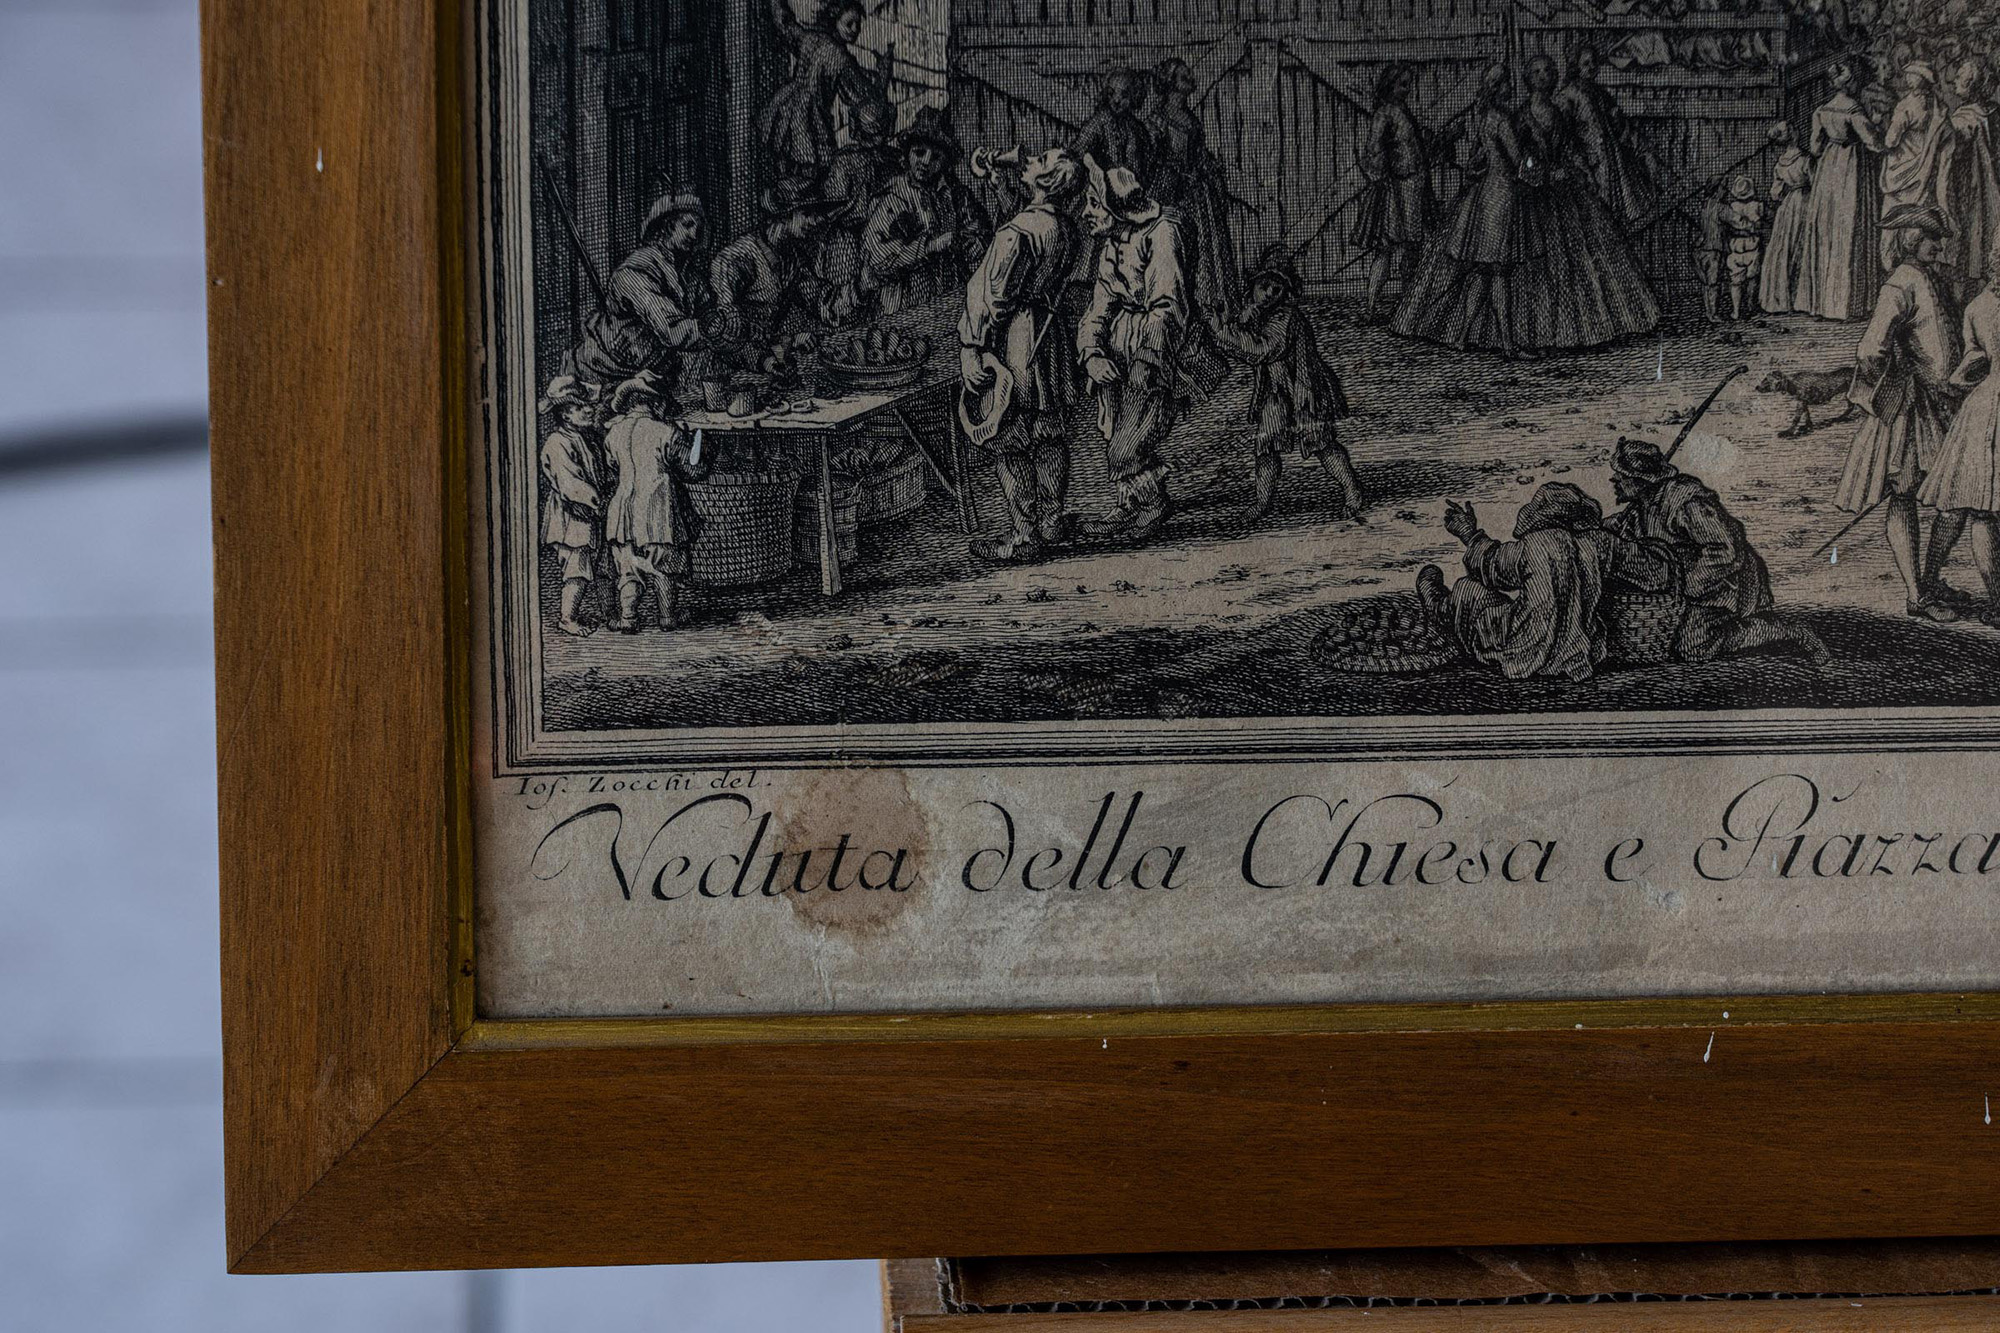 Ios. Zocchi del.
Veduta della Chiesa e Piazza